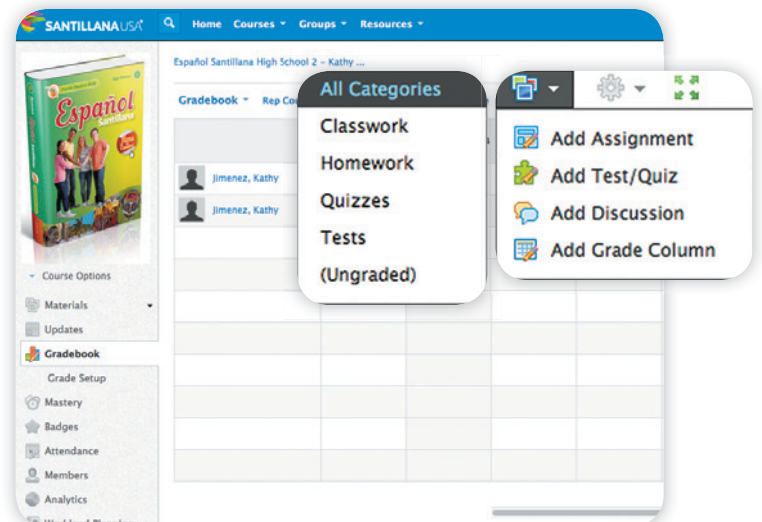 SANTILLANAUSA Home Courses Groups Resources
Español Santillana High School 2 – Kathy ...
Gradebook Rep
Jimenez, Kathy
Jimenez, Kathy
Español
Santillana
Course Options
Materials
Updates
Gradebook
Grade Setup
Mastery
Badges
Attendance
Members
Analytics
All Categories
Classwork
Homework
Quizzes
Tests
(Ungraded)
Add Assignment
Add Test/Quiz
Add Discussion
Add Grade Column